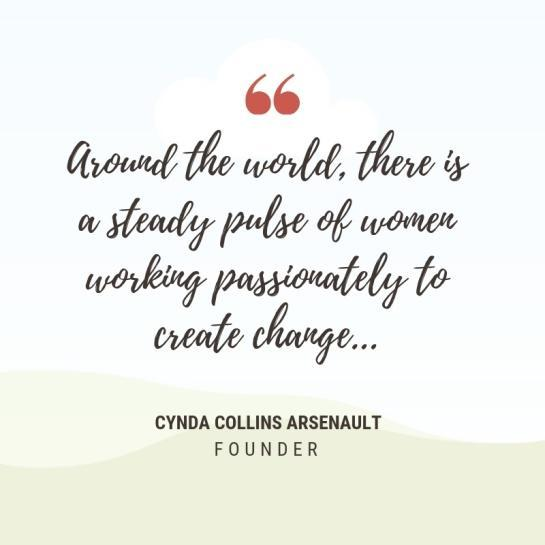 “
Around the world, there is
a steady pulse of women
working passionately to
create change...
CYNDA COLLINS ARSENAULT
FOUNDER